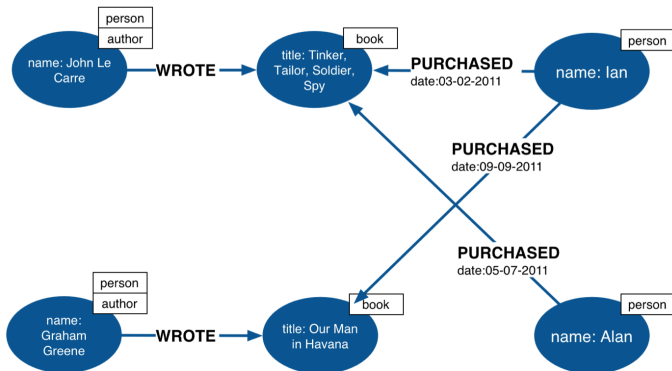 person
author
name: John Le
Carre
WROTE
book
title: Tinker,
Tailor, Soldier,
Spy
PURCHASED
date:03-02-2011
person
name: Ian
PURCHASED
date:09-09-2011
PURCHASED
date:05-07-2011
person
author
name:
Graham
Greene
WROTE
book
title: Our Man
in Havana
person
name: Alan